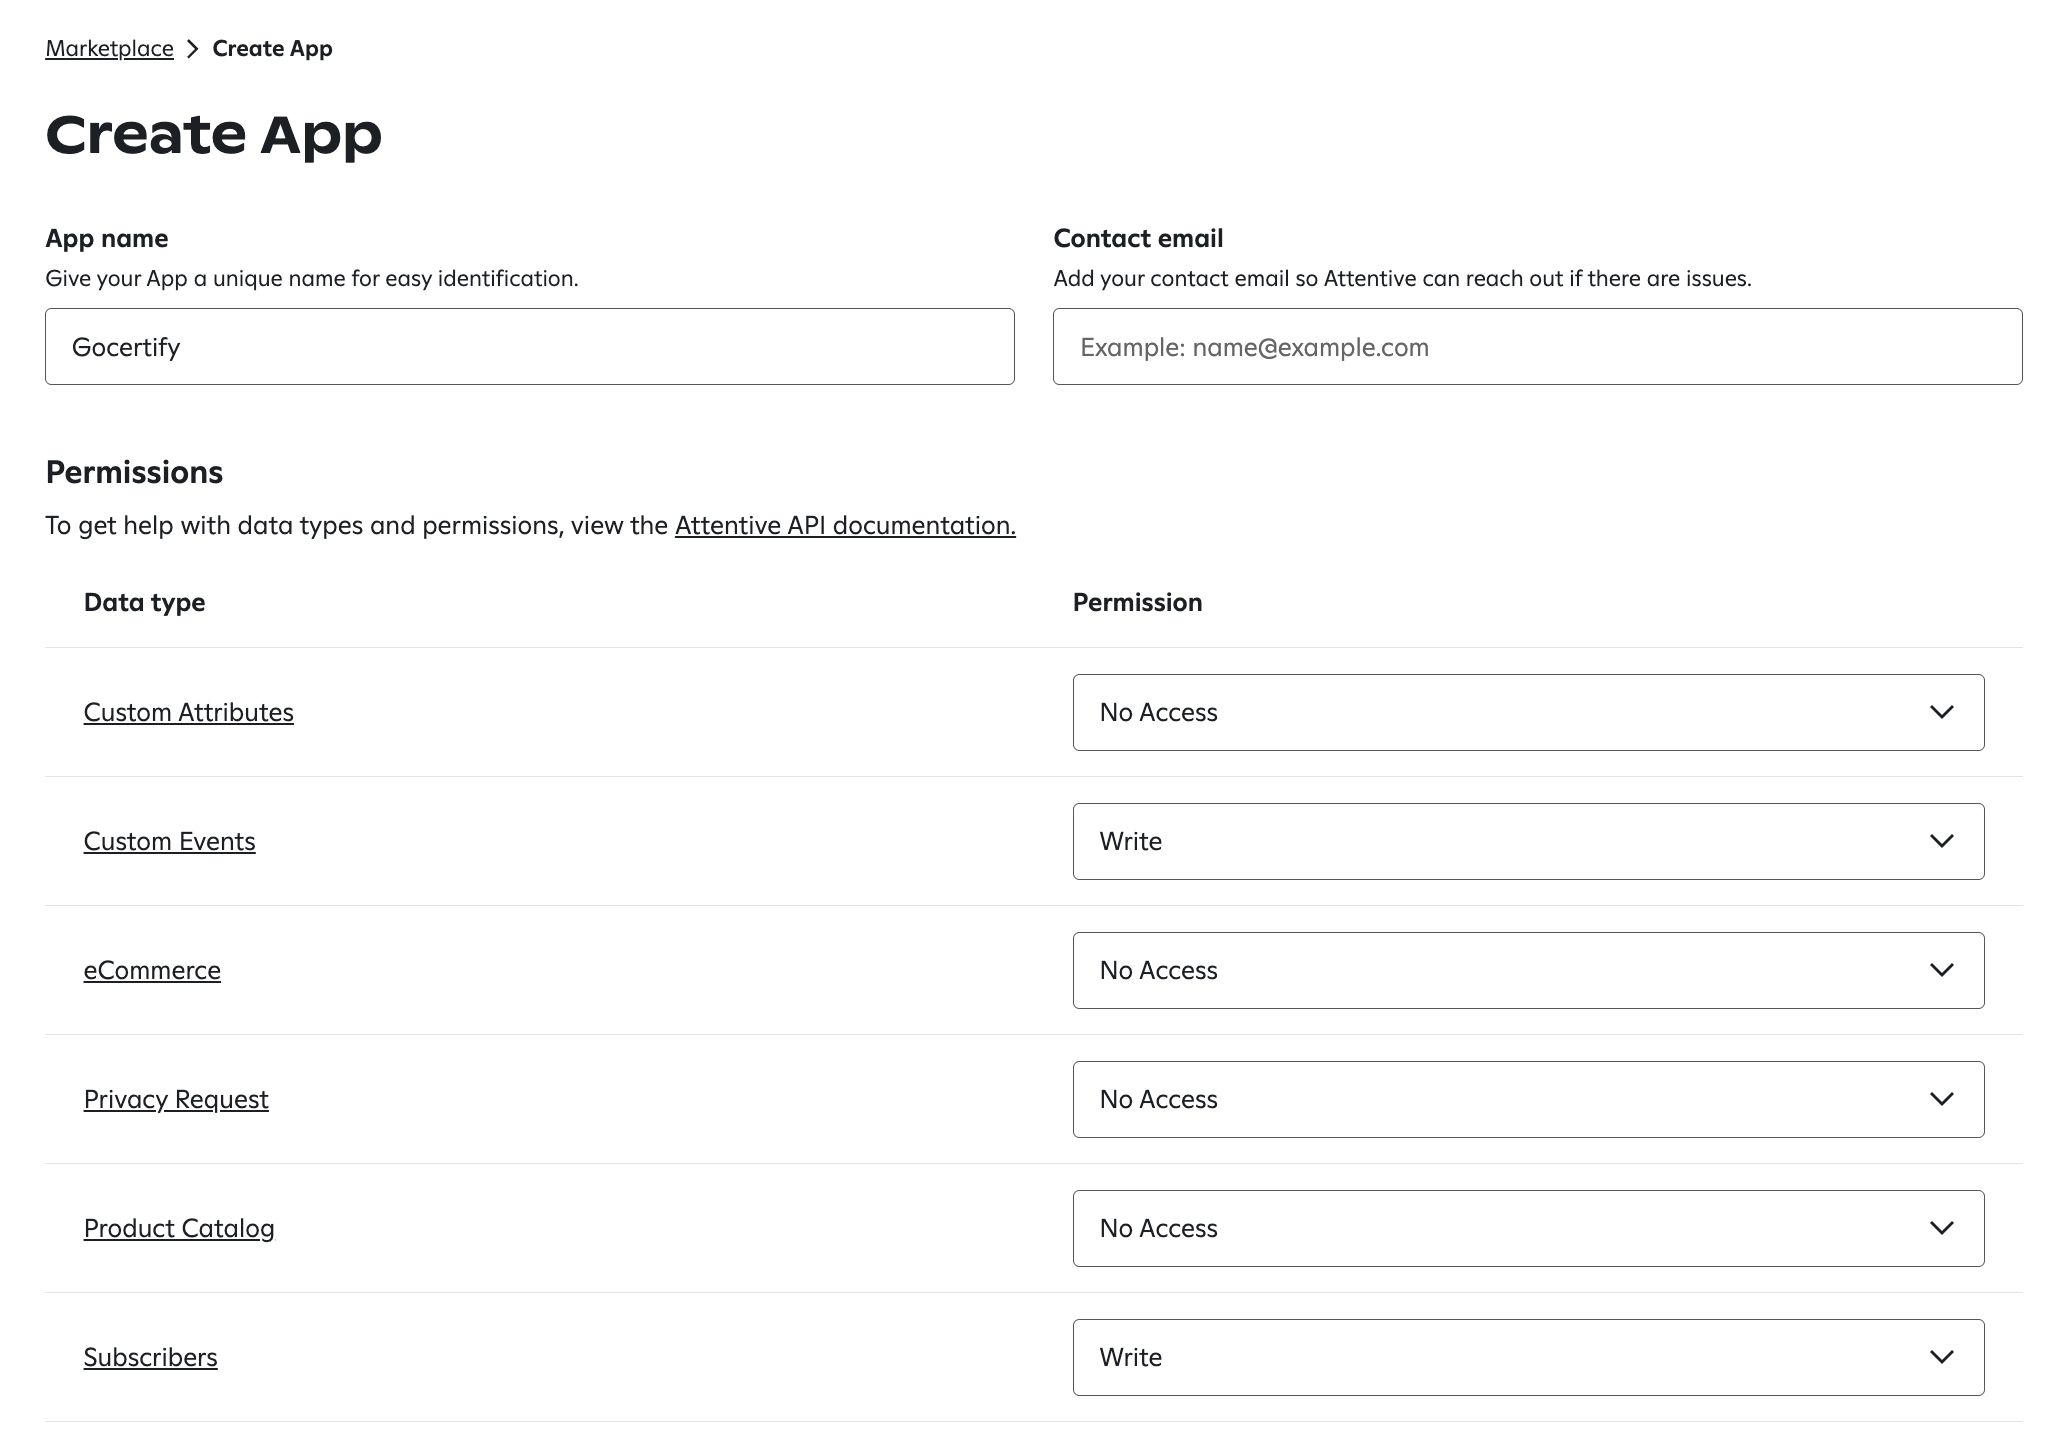 Marketplace > Create App
Create App
App name
Give your App a unique name for easy identification.
Gocertify
Contact email
Add your contact email so Attentive can reach out if there are issues.
Example: name@example.com
Permissions
To get help with data types and permissions, view the Attentive API documentation.
Data type Permission
Custom Attributes No Access
Custom Events Write
eCommerce No Access
Privacy Request No Access
Product Catalog No Access
Subscribers Write